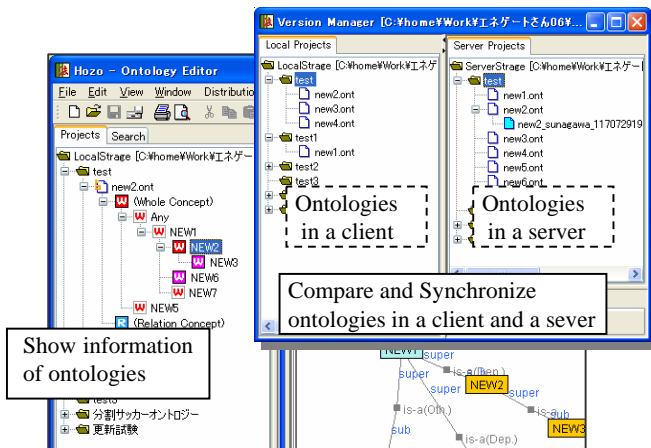 Version Manager [C:¥home¥Work¥エネゲートさん06¥...
Local Projects
Server Projects
LocalStrage [C:¥home¥Work¥エネゲ
test
new2.ont
new3.ont
new4.ont
test1
new1.ont
test2
test3
ServerStrage [C:¥home¥Work¥エネゲー
test
new1.ont
new2.ont
new2_sunagawa_117072919
new3.ont
new4.ont
new5.ont
new6.ont
Ontologies
in a client
Ontologies
in a server
Compare and Synchronize
ontologies in a client and a sever
Hozo - Ontology Editor
File Edit View Window Distributio
Projects Search
LocalStrage [C:¥home¥Work¥エネゲー
test
new2.ont
(Whole Concept)
Any
NEW1
NEW2
NEW3
NEW6
NEW7
NEW5
(Relation Concept)
Show information
of ontologies
test3
分割サッカーオントロジー
更新試験
NEW1
super
super
is-a(Dep.)
super
NEW2
super
is-a(Oth.)
is-a
sub
NEW3
sub
is-a(Dep.)